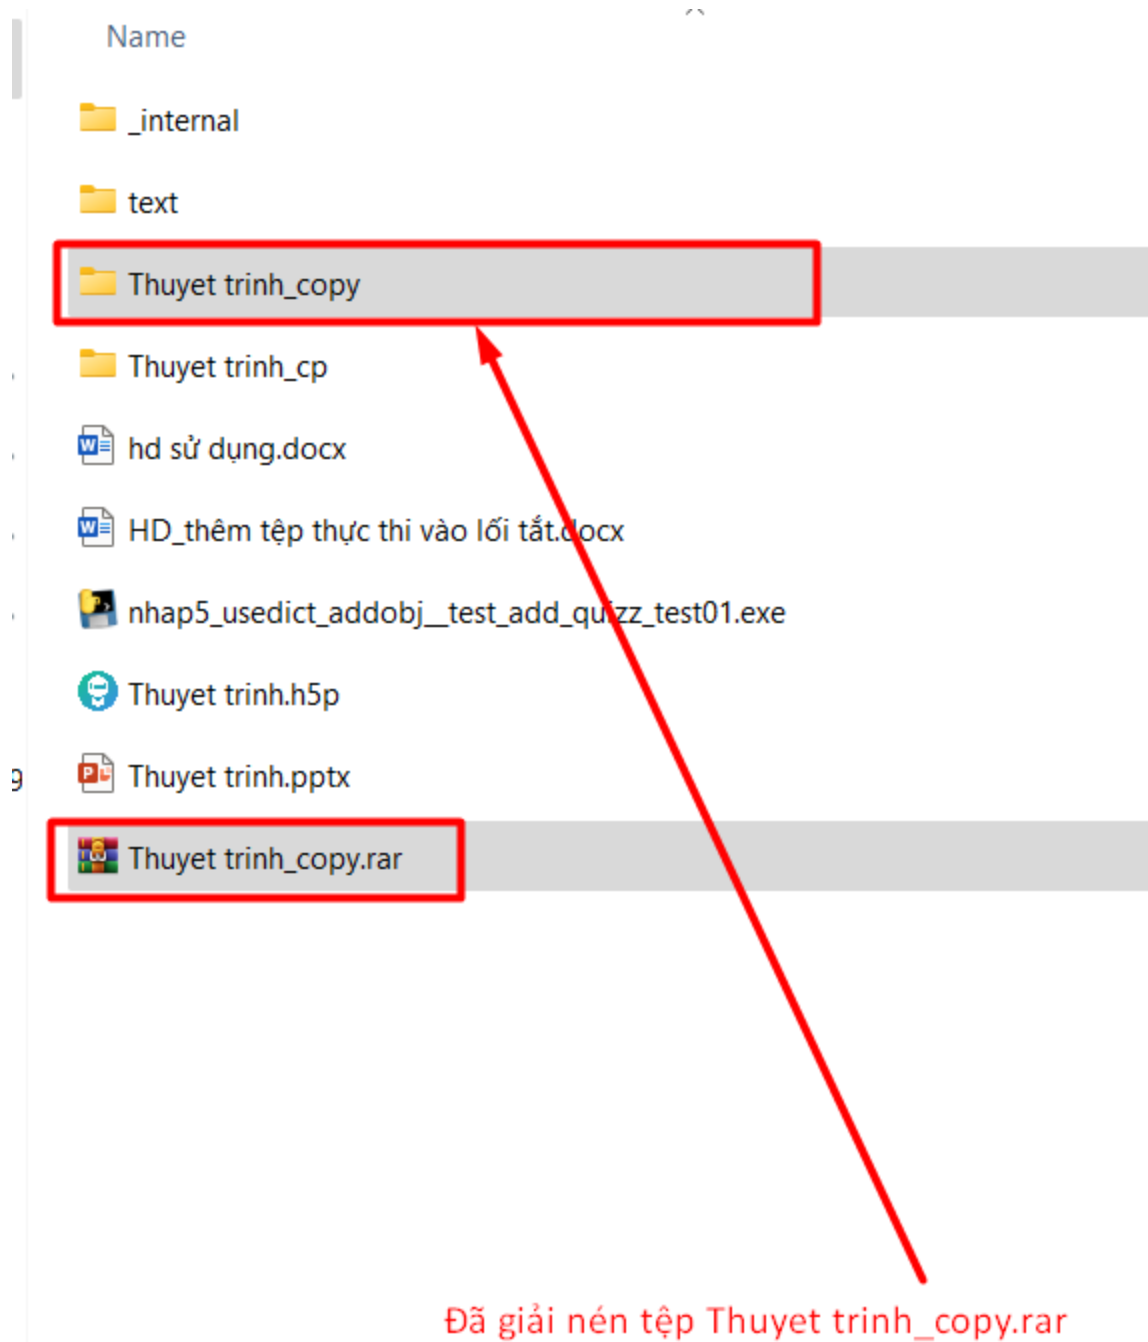 Name
_internal
text
Thuyet trinh_copy
Thuyet trinh_cp
hd sử dụng.docx
HD_thêm tệp thực thi vào lối tắt.docx
nhap5_usedict_addobj__test_add_quizz_test01.exe
Thuyet trinh.h5p
9
Thuyet trinh.pptx
Thuyet trinh_copy.rar
Đã giải nén tệp Thuyet trinh_copy.rar